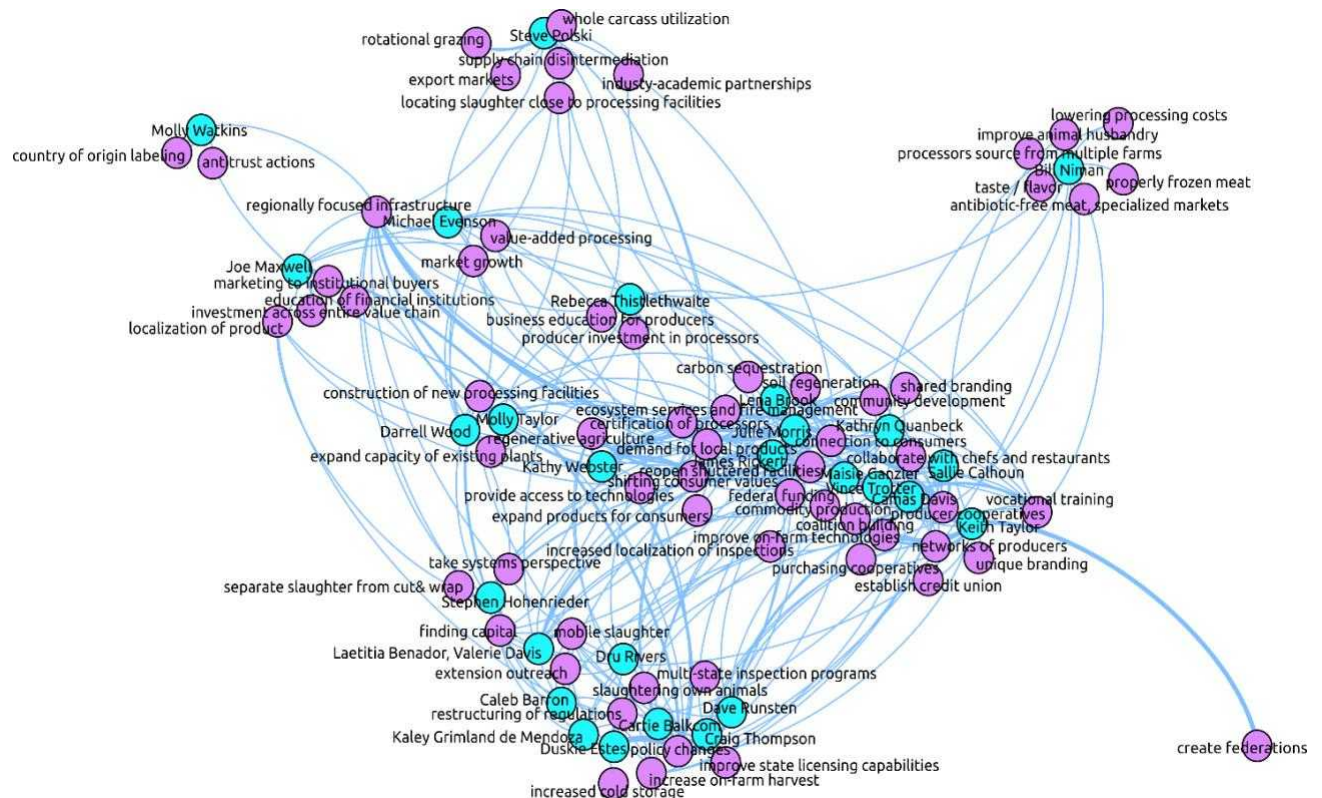 whole carcass utilization
Steve Polski
rotational grazing
supply chain disintermediation
export markets
industy-academic partnerships
locating slaughter close to processing facilities
lowering processing costs
Molly Watkins
improve animal husbandry
country of origin labeling
antitrust actions
processors source from multiple farms
Bill Niman
properly frozen meat
taste / flavor
antibiotic-free meat, specialized markets
regionally focused infrastructure
Michael Evenson
value-added processing
market growth
Joe Maxwell
marketing to institutional buyers
education of financial institutions
investment across entire value chain
localization of product
Rebecca Thistlethwaite
business education for producers
producer investment in processors
carbon sequestration
soil regeneration
shared branding
construction of new processing facilities
Lena Brook
community development
ecosystem services and fire management
Molly Taylor
certification of processors
Julie Morris
Kathryn Quanbeck
Darrell Wood
regenerative agriculture
connection to consumers
demand for local products
expand capacity of existing plants
James Rickert
collaborate with chefs and restaurants
Kathy Webster
reopen shuttered facilities
Maisie Ganzler
Sallie Calhoun
shifting consumer values
Vince Trotter
provide access to technologies
federal funding
Camas Davis
vocational training
commodity production
producer cooperatives
expand products for consumers
coalition building
Keith Taylor
improve on-farm technologies
networks of producers
increased localization of inspections
purchasing cooperatives
unique branding
establish credit union
take systems perspective
separate slaughter from cut& wrap
Stephen Hohenrieder
finding capital
mobile slaughter
Laetitia Benador, Valerie Davis
Dru Rivers
extension outreach
multi-state inspection programs
slaughtering own animals
Caleb Barron
restructuring of regulations
Dave Runsten
Carrie Balkcom
Kaley Grimland de Mendoza
Craig Thompson
Duskie Estes
policy changes
create federations
improve state licensing capabilities
increase on-farm harvest
increased cold storage